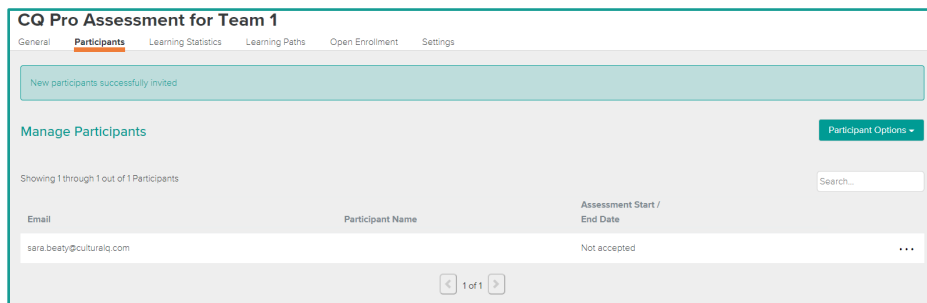 CQ Pro Assessment for Team 1
General Participants Learning Statistics Learning Paths Open Enrollment Settings
New participants successfully invited
Manage Participants
Participant Options
Showing 1 through 1 out of 1 Participants
Search...
Email Participant Name Assessment Start / End Date
sara.beaty@culturalq.com Not accepted ...
< 1 of 1 >